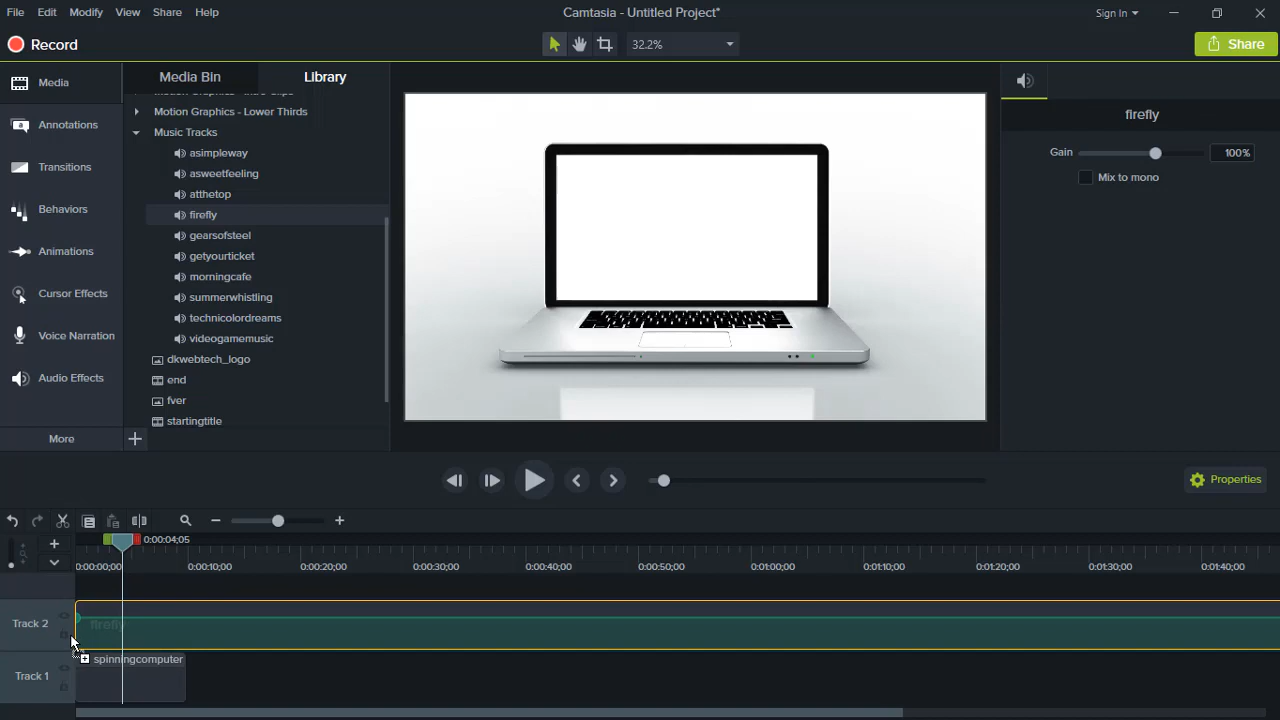 File Edit Modify View Share Help
Camtasia - Untitled Project*
Sign In
Record
32.2%
Share
Media
Annotations
Transitions
Behaviors
Animations
Cursor Effects
Voice Narration
Audio Effects
More
Media Bin
Library
Motion Graphics - Intro Clips
Motion Graphics - Lower Thirds
Music Tracks
asimpleway
asweetfeeling
atthetop
firefly
gearsofsteel
getyourticket
morningcafe
summerwhistling
technicolordreams
videogamemusic
dkwebtech_logo
end
fver
startingtitle
firefly
Gain
100%
Mix to mono
Properties
0:00:04;05
0:00:00;00 0:00:10;00 0:00:20;00 0:00:30;00 0:00:40;00 0:00:50;00 0:01:00;00 0:01:10;00 0:01:20;00 0:01:30;00 0:01:40;00
Track 2
firefly
spinningcomputer
Track 1